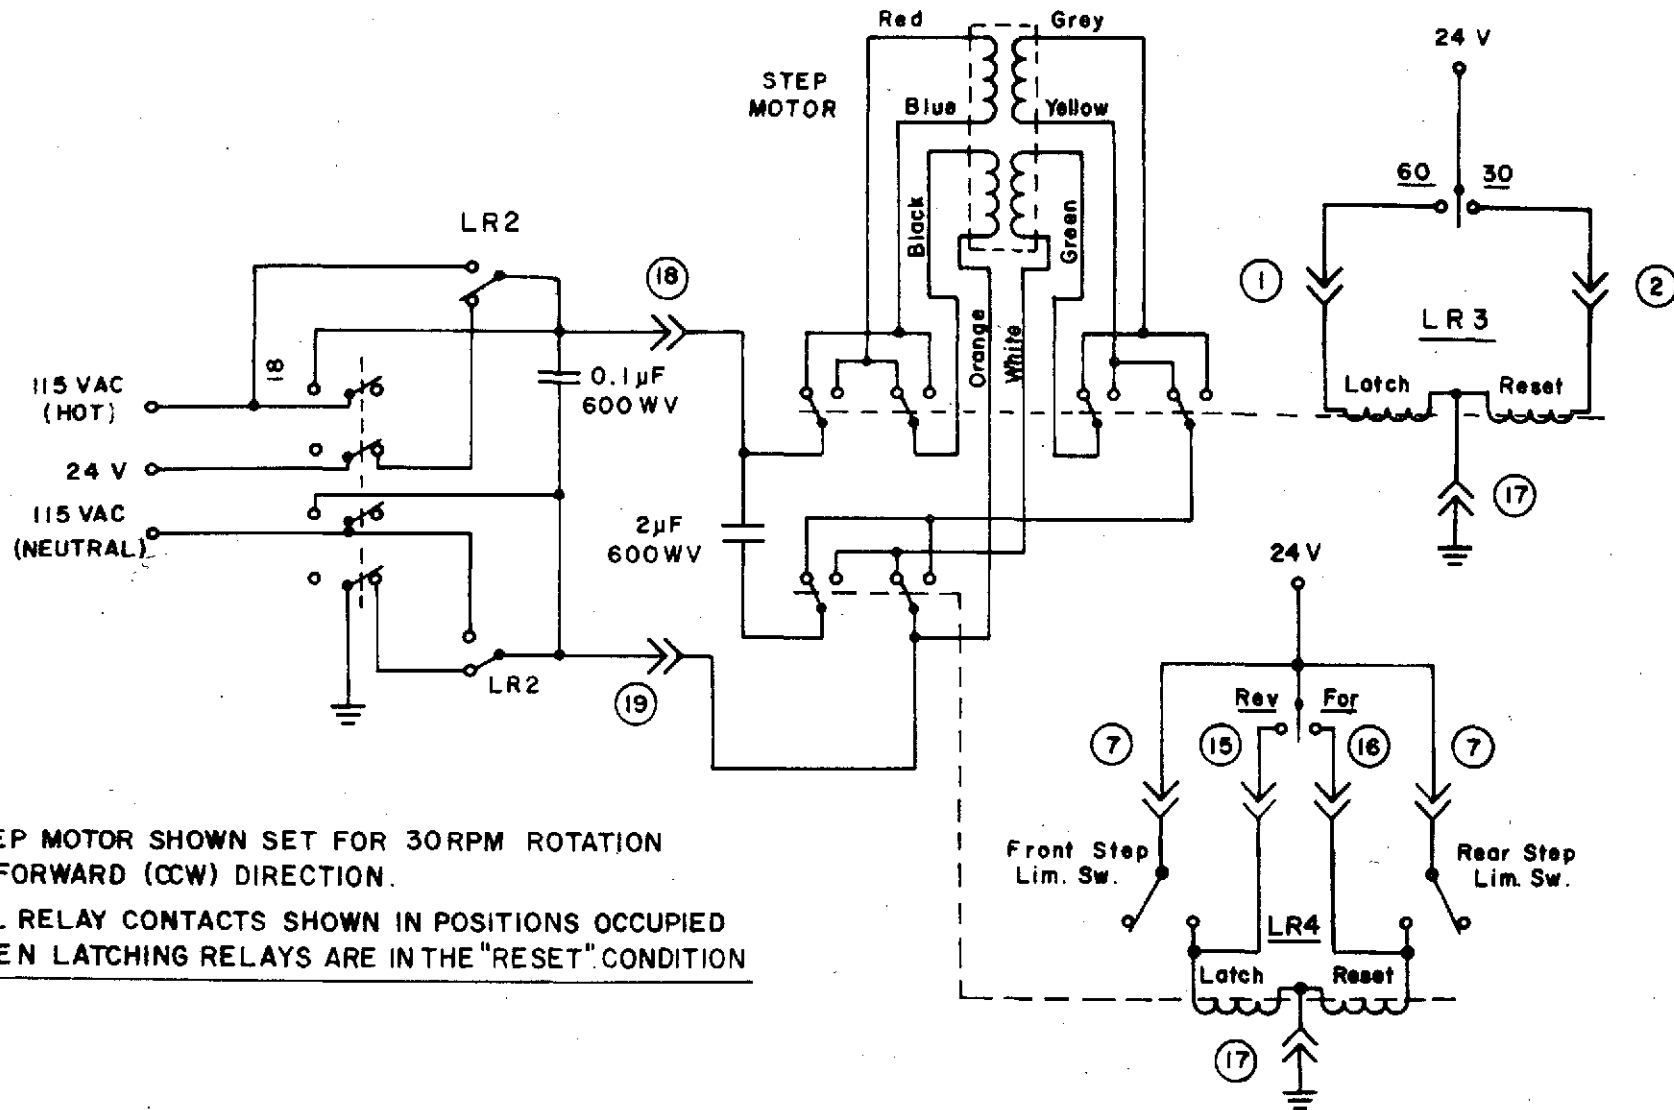 Red
Grey
STEP
MOTOR
Blue
Yellow
Black
Green
Orange
White
24 V
60
30
1
2
LR3
Latch
Reset
17
LR2
18
8
115 VAC
(HOT)
0.1µF
600WV
24 V
115 VAC
(NEUTRAL)
2µF
600WV
LR2
19
24 V
Rev
For
7
15
16
7
Front Step
Lim. Sw.
Rear Step
Lim. Sw.
LR4
Latch
Reset
17
EP MOTOR SHOWN SET FOR 30RPM ROTATION
FORWARD (CCW) DIRECTION.
L RELAY CONTACTS SHOWN IN POSITIONS OCCUPIED
EN LATCHING RELAYS ARE IN THE "RESET". CONDITION